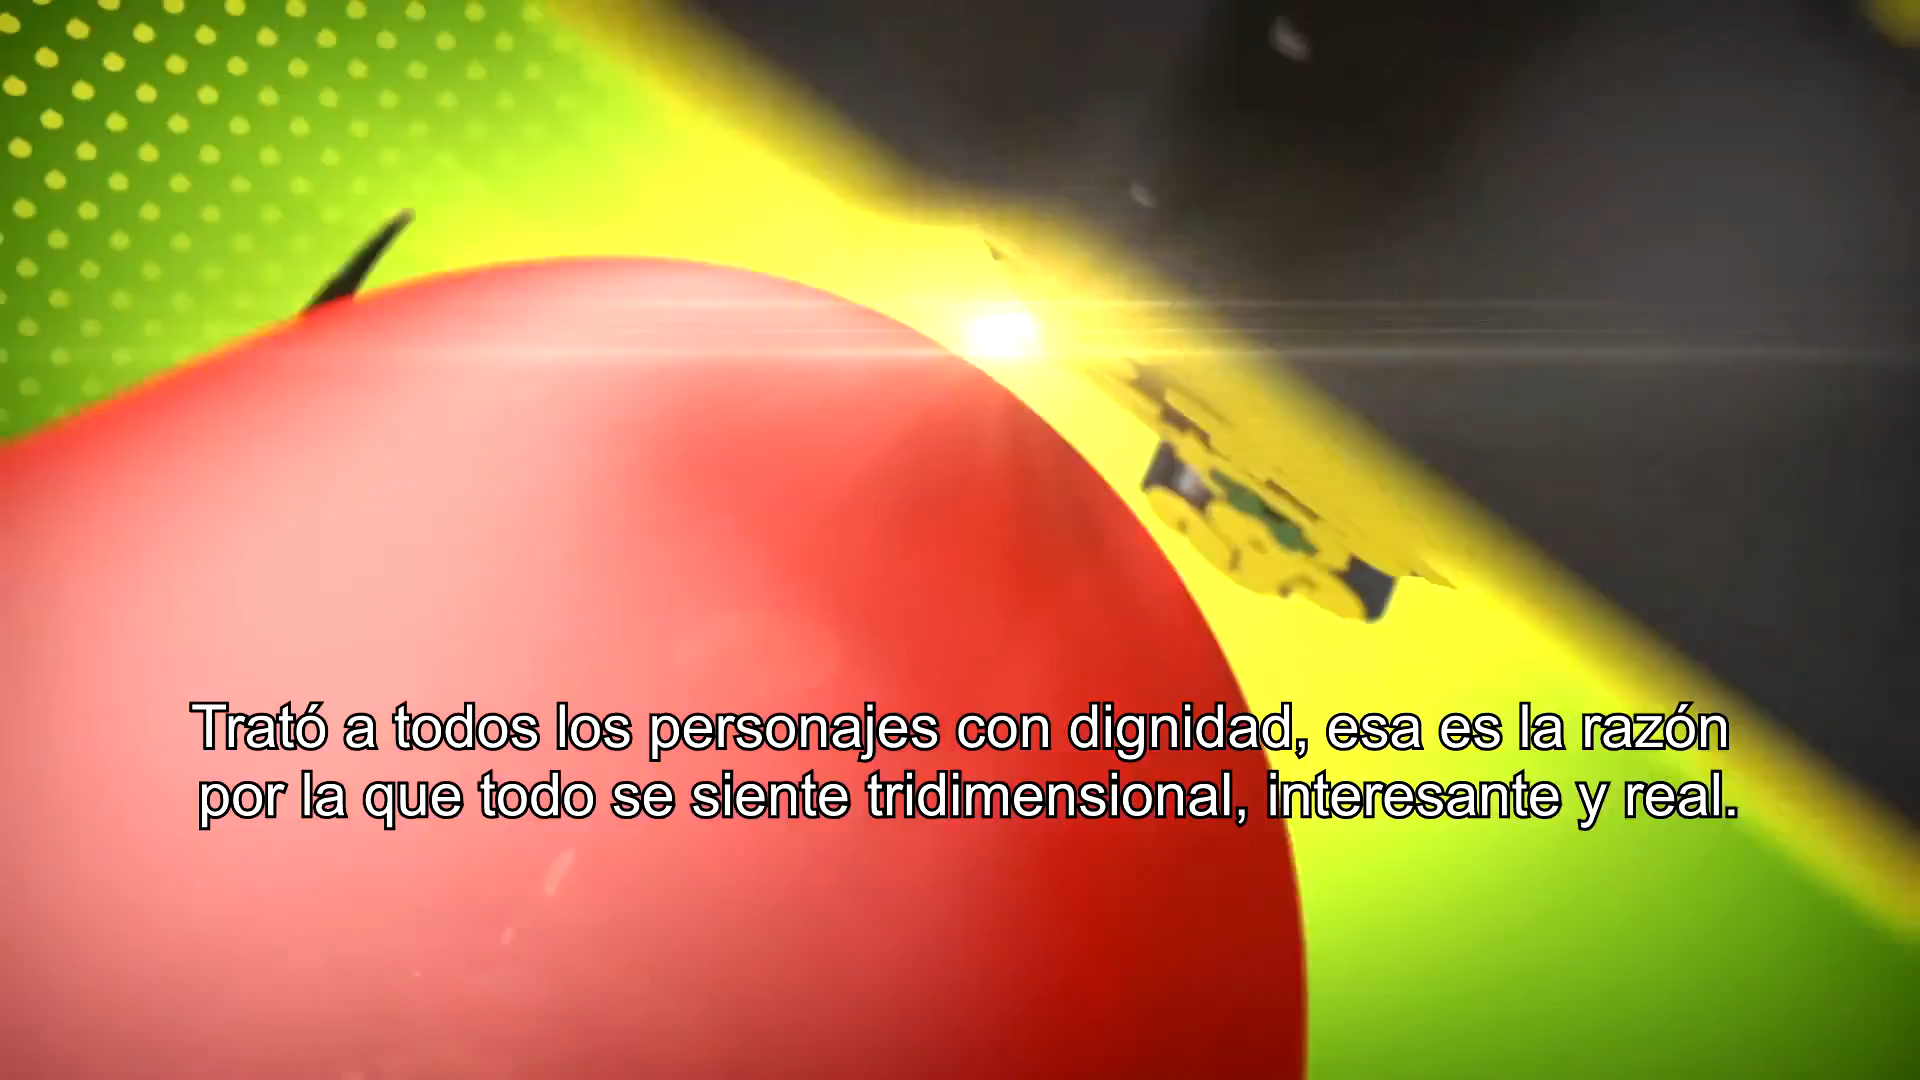 Trató a todos los personajes con dignidad, esa es la razón
por la que todo se siente tridimensional, interesante y real.